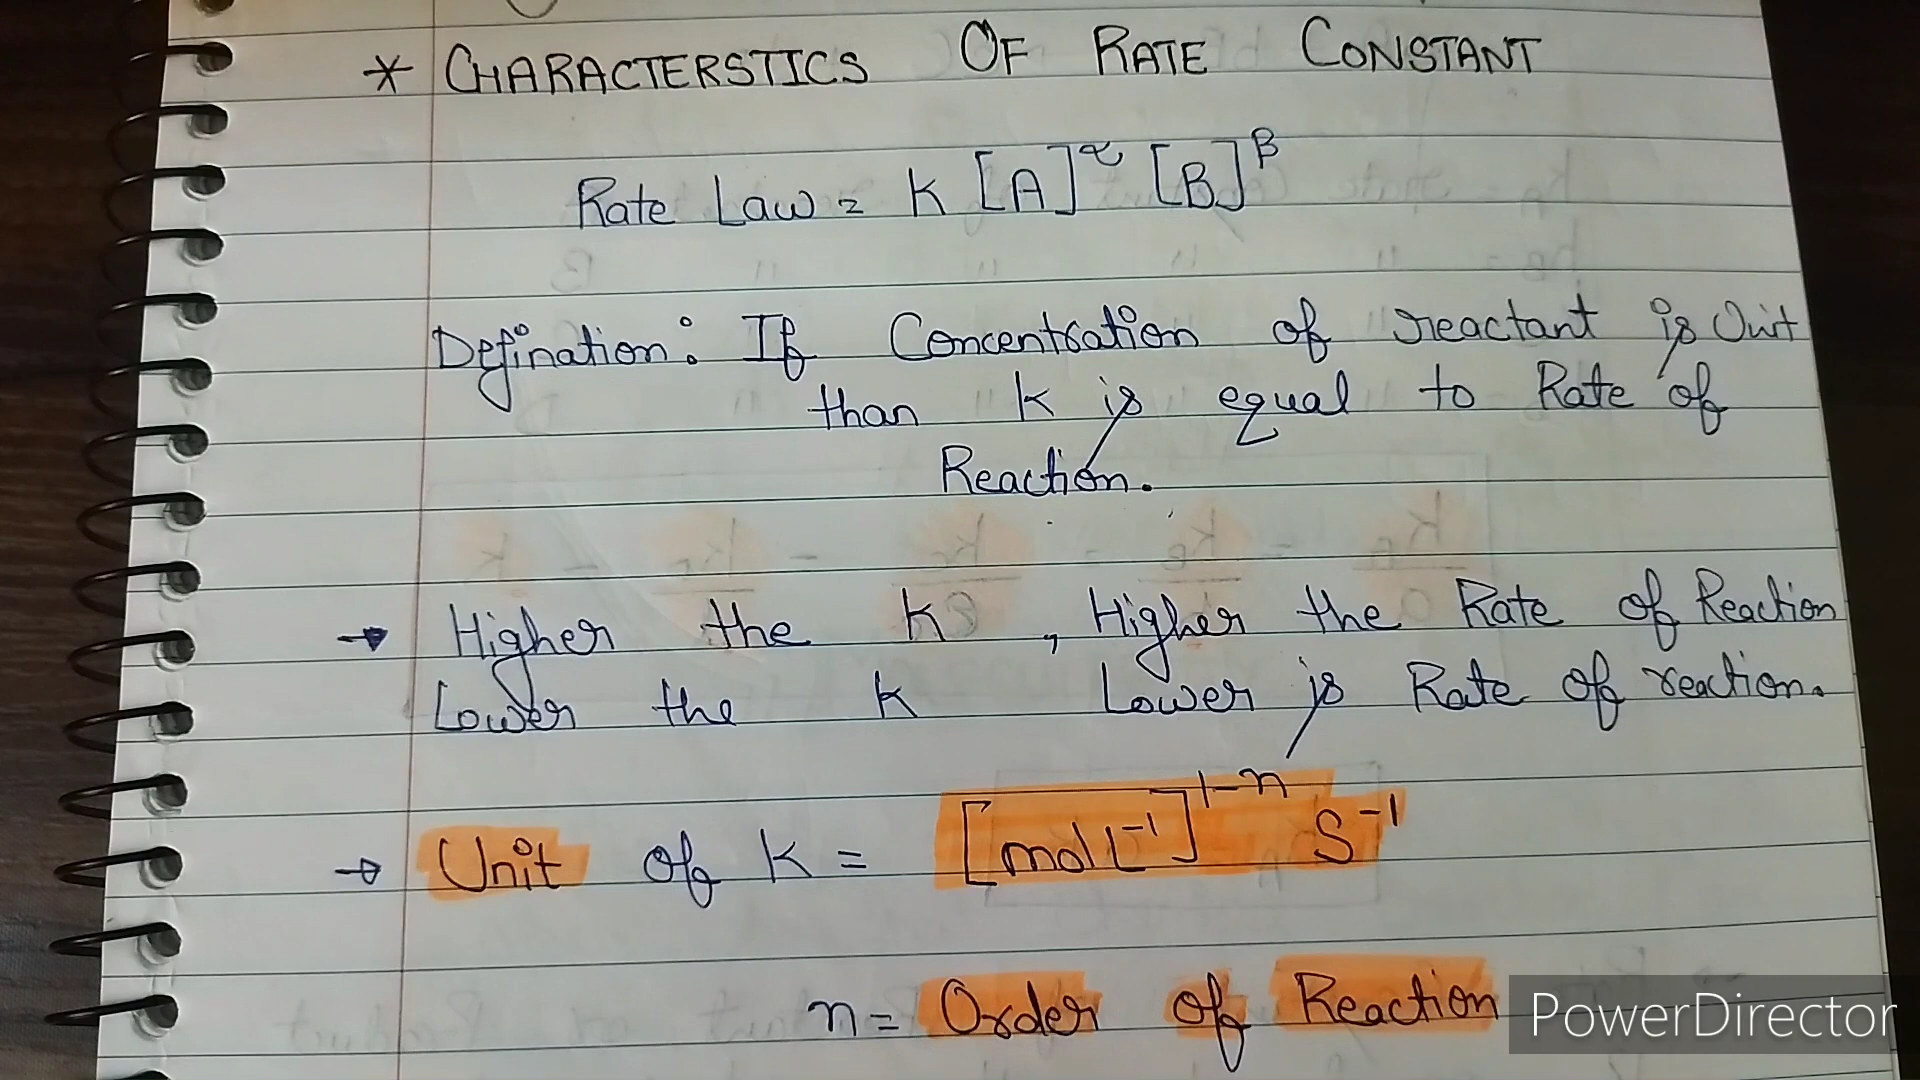 * CHARACTERSTICS OF RATE CONSTANT
Rate Law = K [A]^α [B]^β
Defination: If Concentration of reactant is Unit
than K is equal to Rate of
Reaction.
→ Higher the K , Higher the Rate of Reaction
Lower the K Lower is Rate of reaction.
→ Unit of K = [mol L⁻¹]¹⁻ⁿ S⁻¹
n = Order of Reaction
PowerDirector